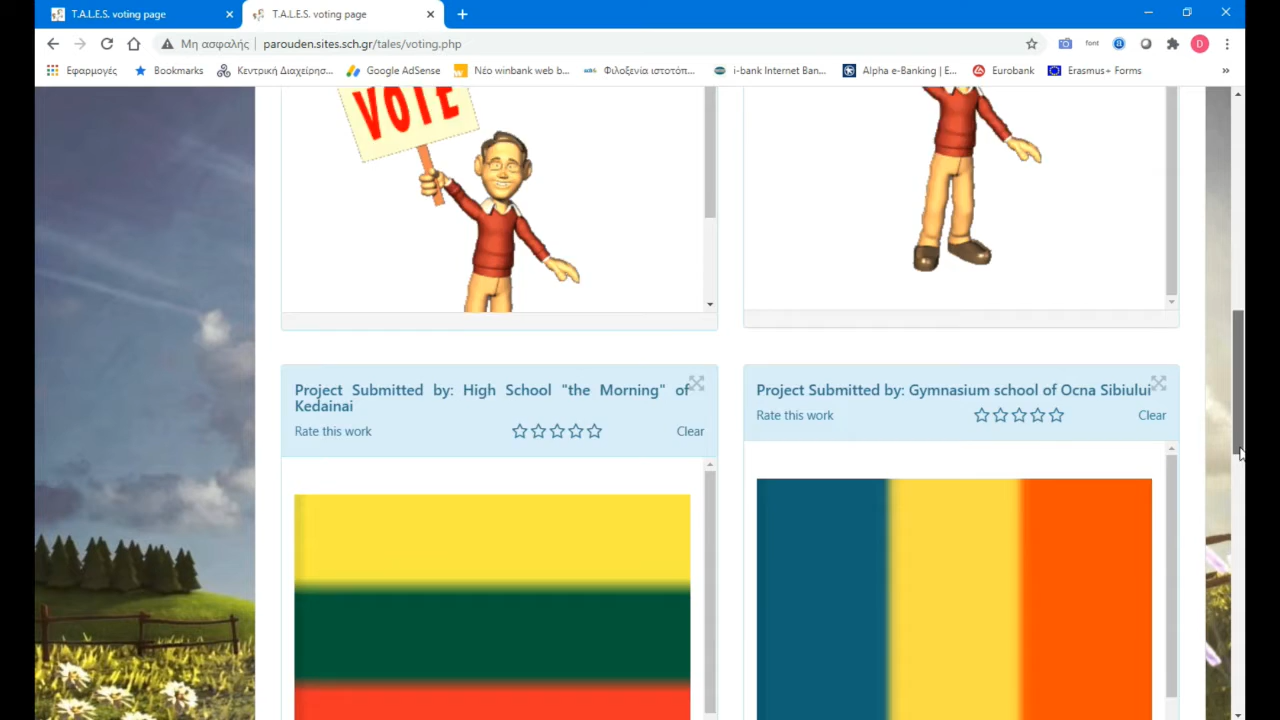 T.A.L.E.S. voting page
T.A.L.E.S. voting page
Μη ασφαλής
parouden.sites.sch.gr/tales/voting.php
font
D
Εφαρμογές
Bookmarks
Κεντρική Διαχείρησ...
Google AdSense
Νέο winbank web b...
Φιλοξενία ιστοτόπ...
i-bank Internet Ban...
Alpha e-Banking | E...
Eurobank
Erasmus+ Forms
»
VOTE
Project Submitted by: High School "the Morning" of
Kedainai
Rate this work
Clear
Project Submitted by: Gymnasium school of Ocna Sibiului
Rate this work
Clear